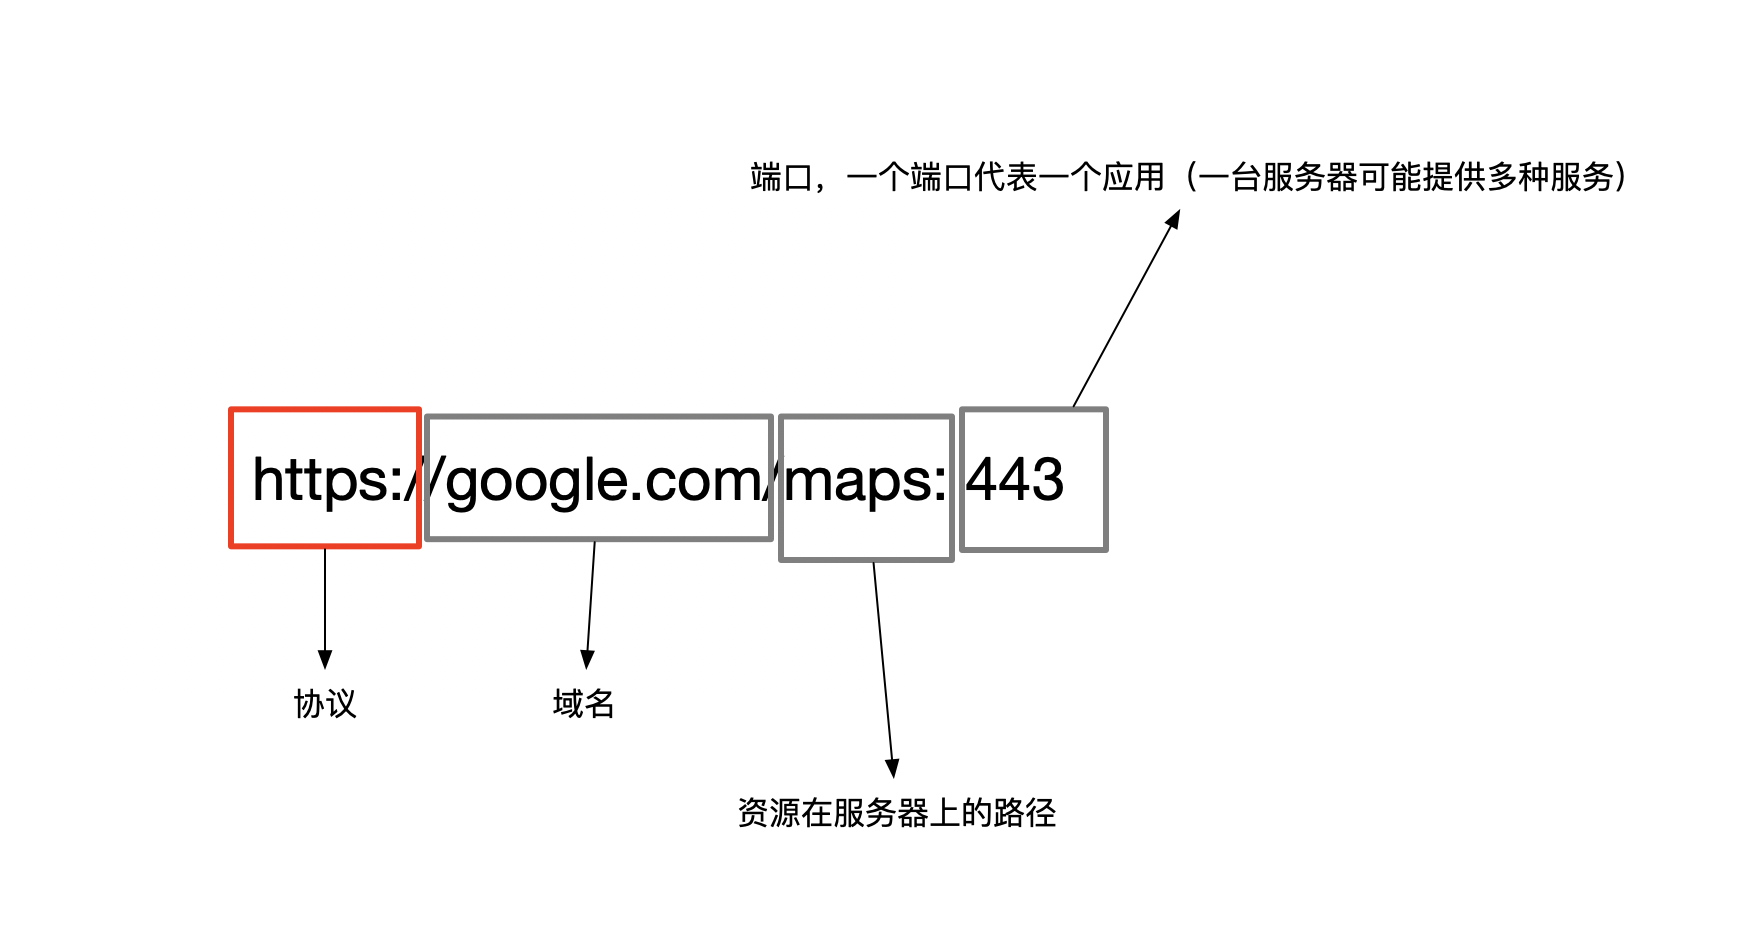 端口，一个端口代表一个应用（一台服务器可能提供多种服务）
https://google.com/maps: 443
协议
域名
资源在服务器上的路径